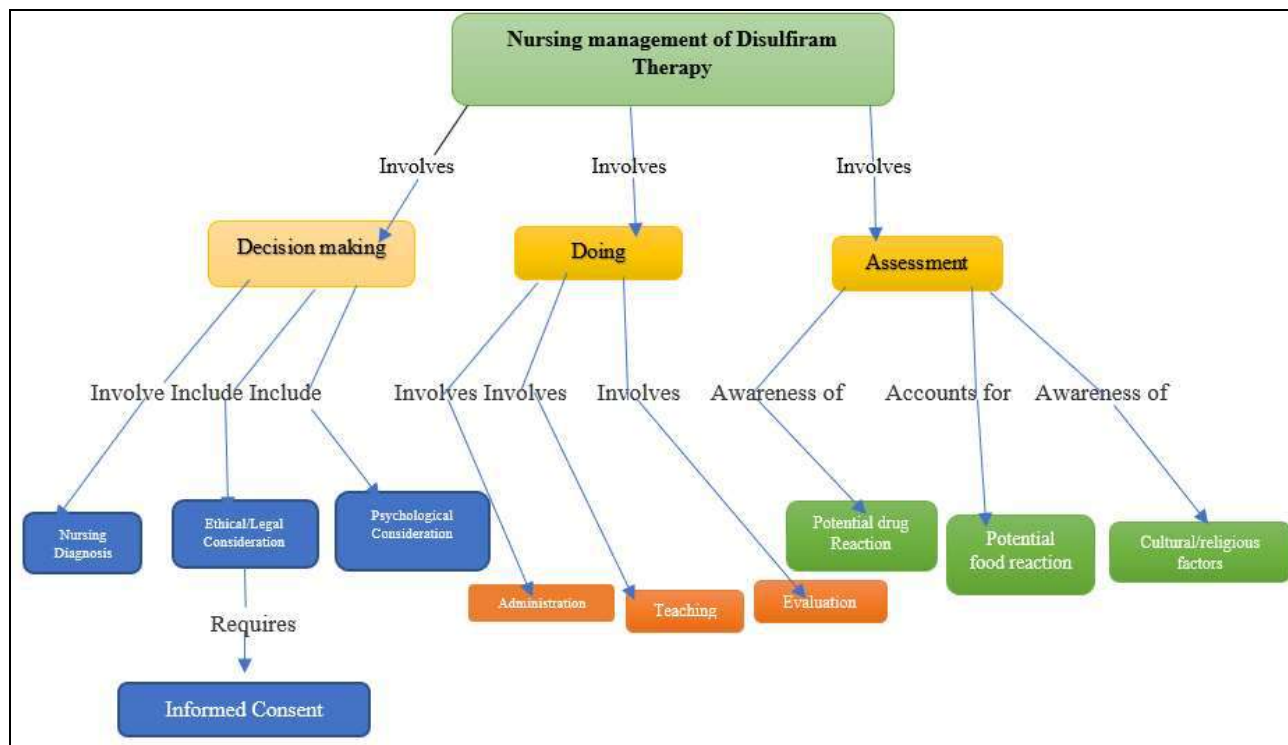 Nursing management of Disulfiram
Therapy
Involves
Involves
Involves
Decision making
Doing
Assessment
Involve
Include
Include
Involves
Involves
Involves
Awareness of
Accounts for
Awareness of
Nursing
Diagnosis
Ethical/Legal
Consideration
Psychological
Consideration
Potential drug
Reaction
Potential
food reaction
Cultural/religious
factors
Administration
Teaching
Evaluation
Requires
Informed Consent